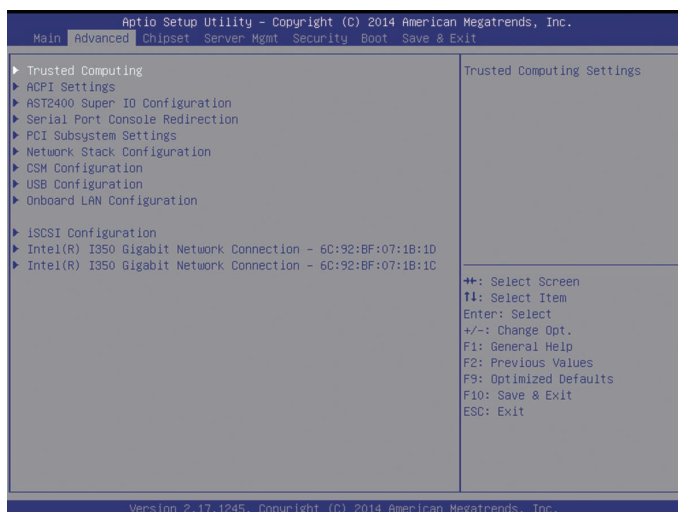 Aptio Setup Utility – Copyright (C) 2014 American Megatrends, Inc.
Main Advanced Chipset Server Mgmt Security Boot Save & Exit
Trusted Computing
ACPI Settings
AST2400 Super IO Configuration
Serial Port Console Redirection
PCI Subsystem Settings
Network Stack Configuration
CSM Configuration
USB Configuration
Onboard LAN Configuration
iSCSI Configuration
Intel(R) I350 Gigabit Network Connection – 6C:92:BF:07:1B:1D
Intel(R) I350 Gigabit Network Connection – 6C:92:BF:07:1B:1C
Trusted Computing Settings
→←: Select Screen
↑↓: Select Item
Enter: Select
+/-: Change Opt.
F1: General Help
F2: Previous Values
F9: Optimized Defaults
F10: Save & Exit
ESC: Exit
Version 2.17.1245. Copyright (C) 2014 American Megatrends, Inc.